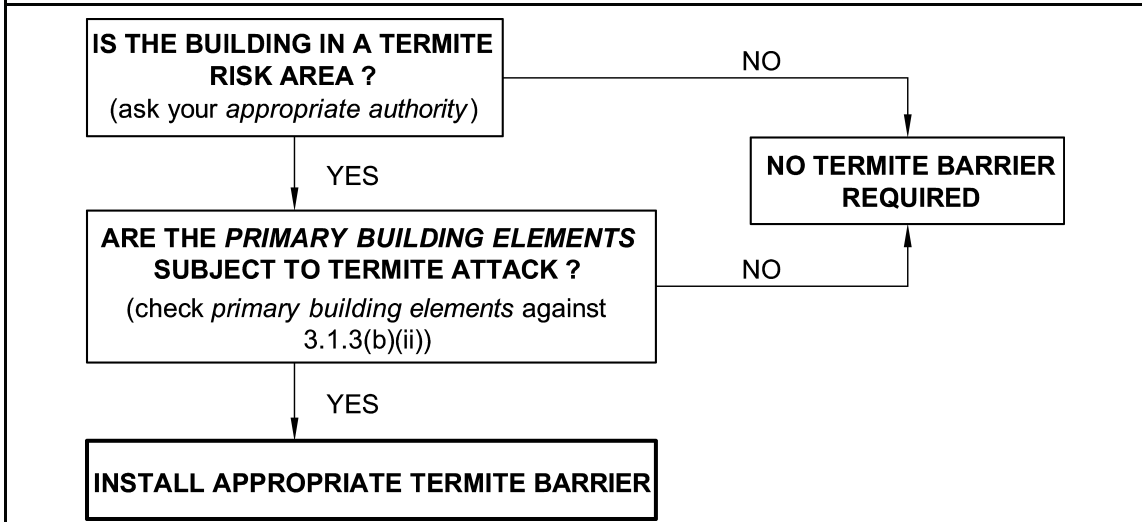 IS THE BUILDING IN A TERMITE
RISK AREA ?
(ask your appropriate authority)
NO
YES
NO TERMITE BARRIER
REQUIRED
ARE THE PRIMARY BUILDING ELEMENTS
SUBJECT TO TERMITE ATTACK ?
(check primary building elements against
3.1.3(b)(ii))
NO
YES
INSTALL APPROPRIATE TERMITE BARRIER